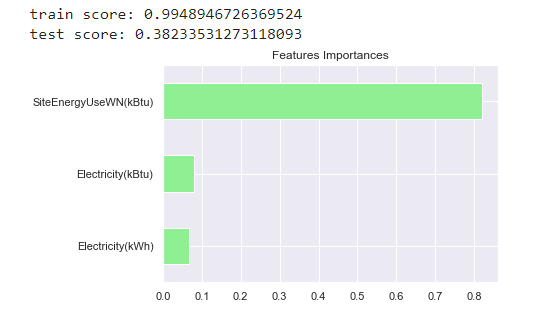 train score: 0.9948946726369524
test score: 0.38233531273118093
Features Importances
SiteEnergyUseWN(kBtu)
Electricity(kBtu)
Electricity(kWh)
0.0 0.1 0.2 0.3 0.4 0.5 0.6 0.7 0.8